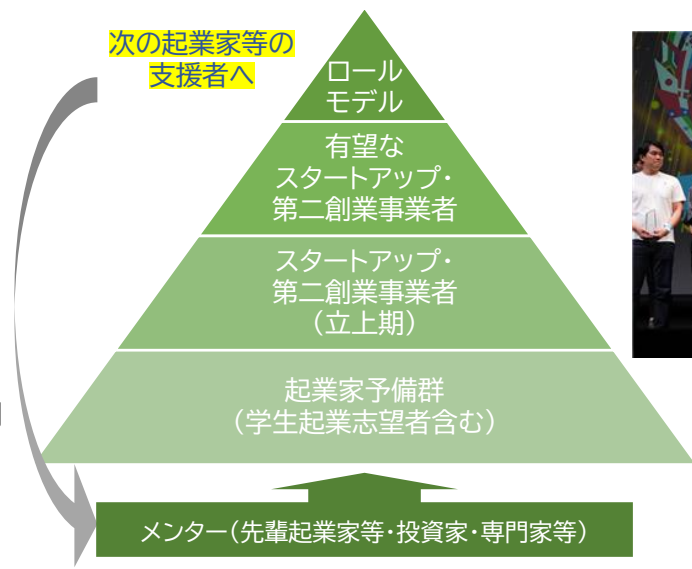 次の起業家等の
支援者へ
ロール
モデル
有望な
スタートアップ・
第二創業事業者
スタートアップ・
第二創業事業者
（立上期）
起業家予備群
（学生起業志望者含む）
メンター（先輩起業家等・投資家・専門家等）